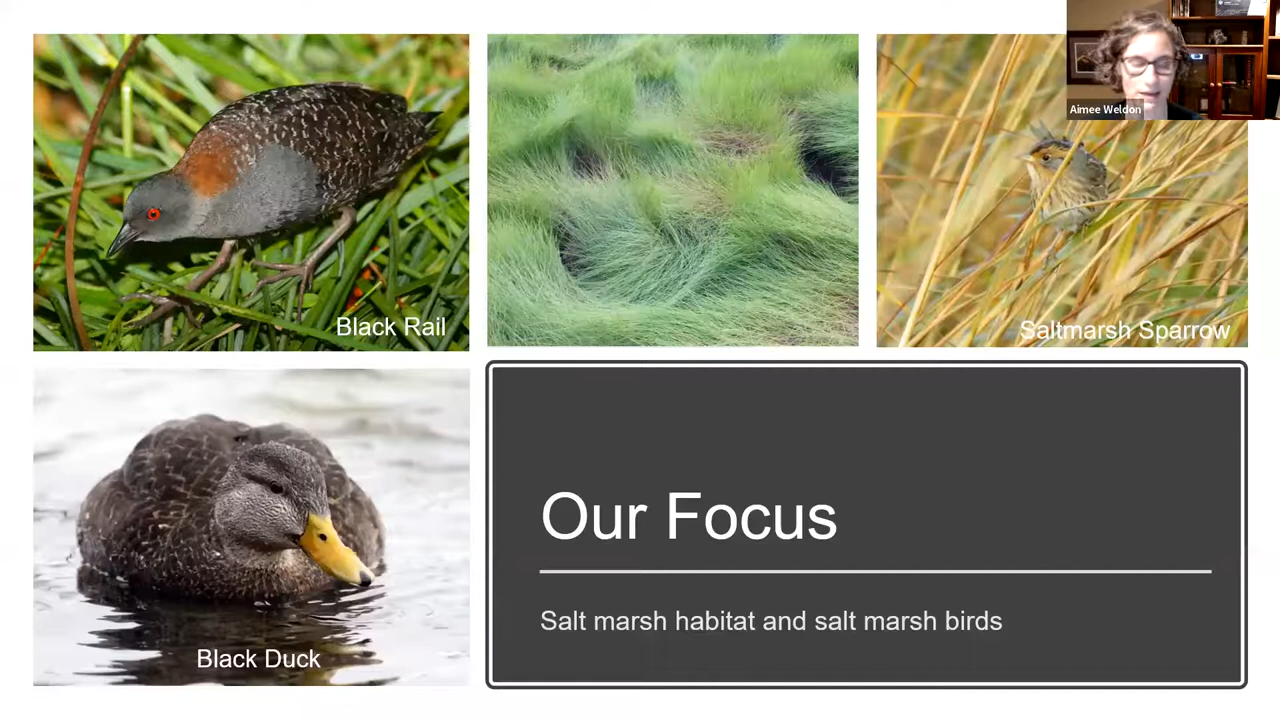 Aimee Weldon
Black Rail
Saltmarsh Sparrow
Our Focus
Salt marsh habitat and salt marsh birds
Black Duck